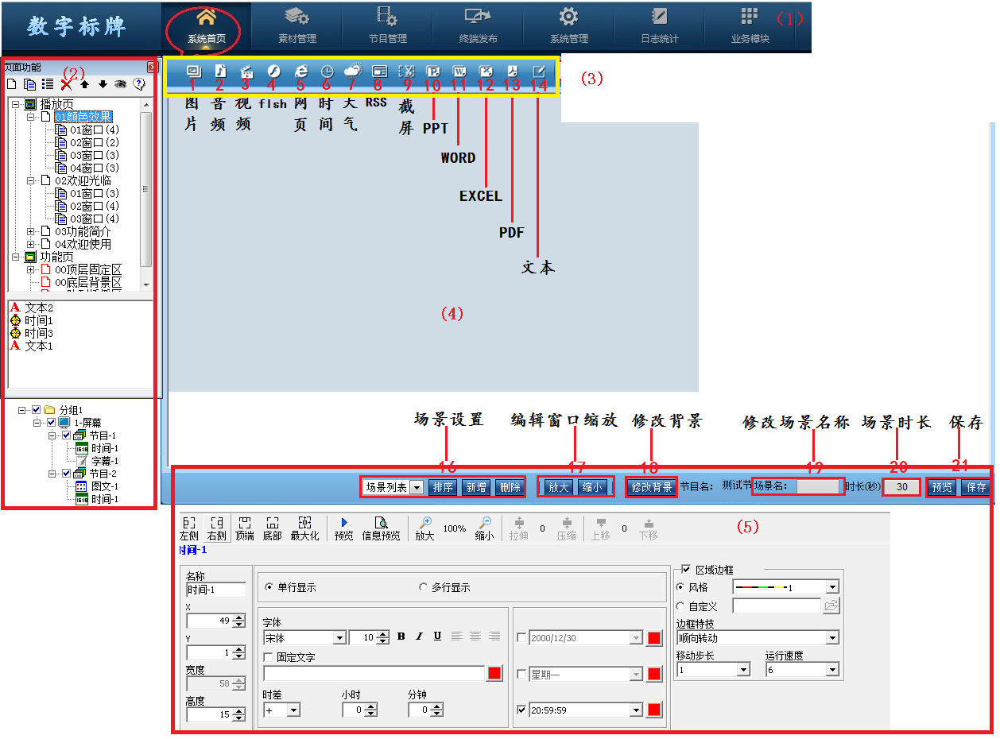 数字标牌
系统首页 素材管理 节目管理 终端发布 系统管理 日志统计 业务模块 (1)
页面功能
(2)
播放页
01颜色效果
01窗口(4)
02窗口(2)
03窗口(3)
04窗口(3)
02欢迎光临
01窗口(3)
02窗口(4)
03窗口(4)
03功能简介
04欢迎使用
功能页
00顶层固定区
00底层背景区
文本2
时间1
时间3
文本1
分组1
1-屏幕
节目-1
时间-1
字幕-1
节目-2
图文-1
时间-1
1 2 3 4 5 6 7 8 9 10 11 12 13 14
(3)
图片 音频 视频 flsh 网页 时间 天气 RSS 截屏 PPT
WORD
EXCEL
PDF
文本
(4)
场景设置 编辑窗口缩放 修改背景 修改场景名称 场景时长 保存
16 17 18 19 20 21
场景列表 排序 新增 删除 放大 缩小 修改背景 节目名: 测试节 场景名: 时长(秒) 30 预览 保存
(5)
左侧 右侧 顶端 底部 最大化 预览 信息预览 放大 100% 缩小 拉伸 0 压缩 上移 0 下移
时间-1
名称
时间-1
X
49
Y
1
宽度
58
高度
15
单行显示 多行显示
字体
宋体 10 B I U
固定文字
时差 小时 分钟
+ 0 0
2000/12/30
星期一
20:59:59
区域边框
风格 1
自定义
边框特技
顺向转动
移动步长 运行速度
1 6